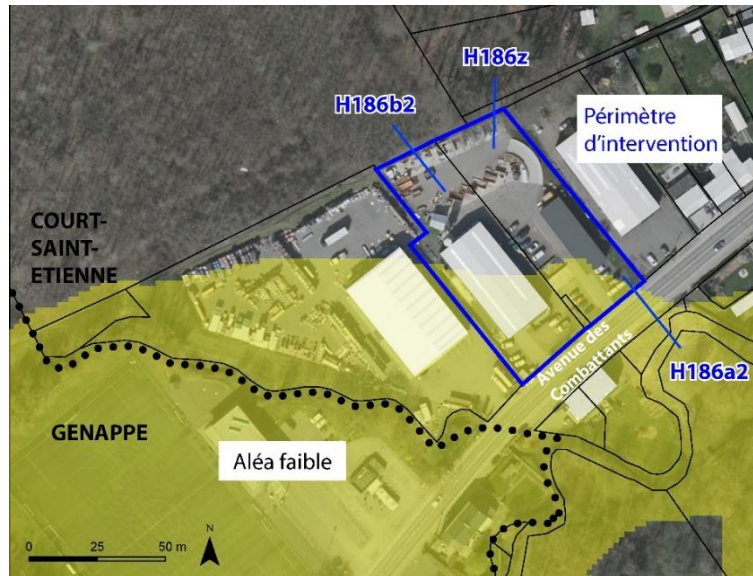 H186z
H186b2
Périmètre
d'intervention
COURT-
SAINT-
ETIENNE
Avenue des
Combattants
H186a2
GENAPPE
Aléa faible
N
0 25 50 m